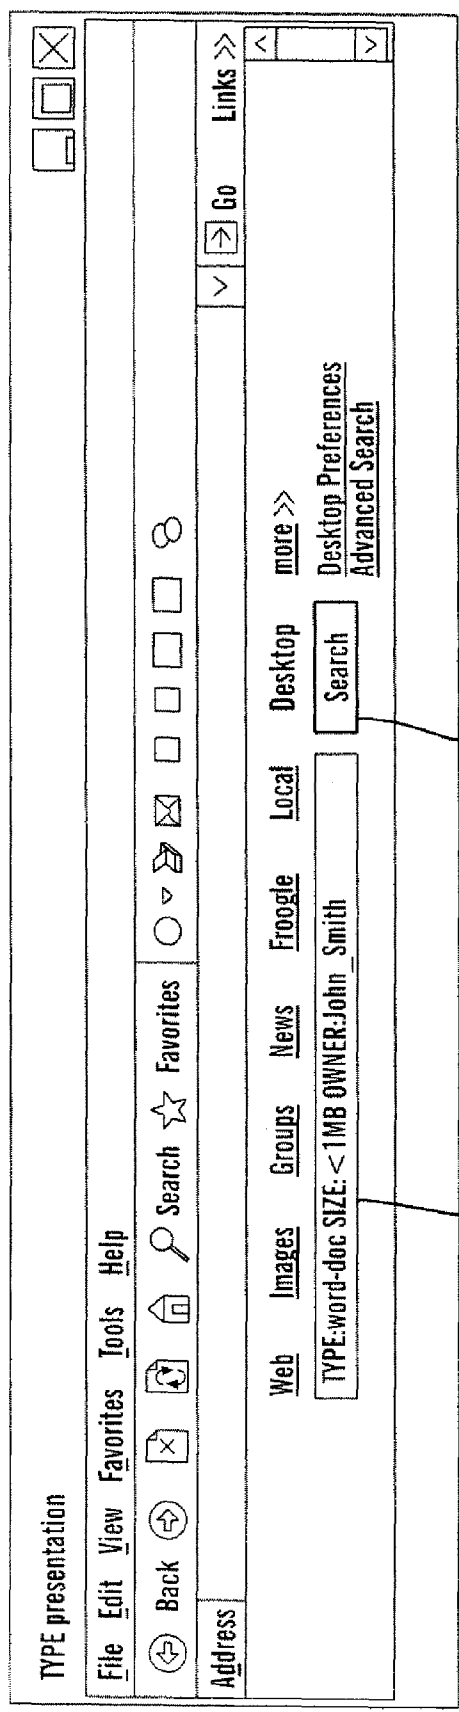 TYPE presentation
File Edit View Favorites Tools Help
Back Search Favorites
Address Go Links >>
Web Images Groups News Froogle Local Desktop more >>
TYPE:word-doc SIZE: < 1MB OWNER:John_Smith Search Desktop Preferences
Advanced Search